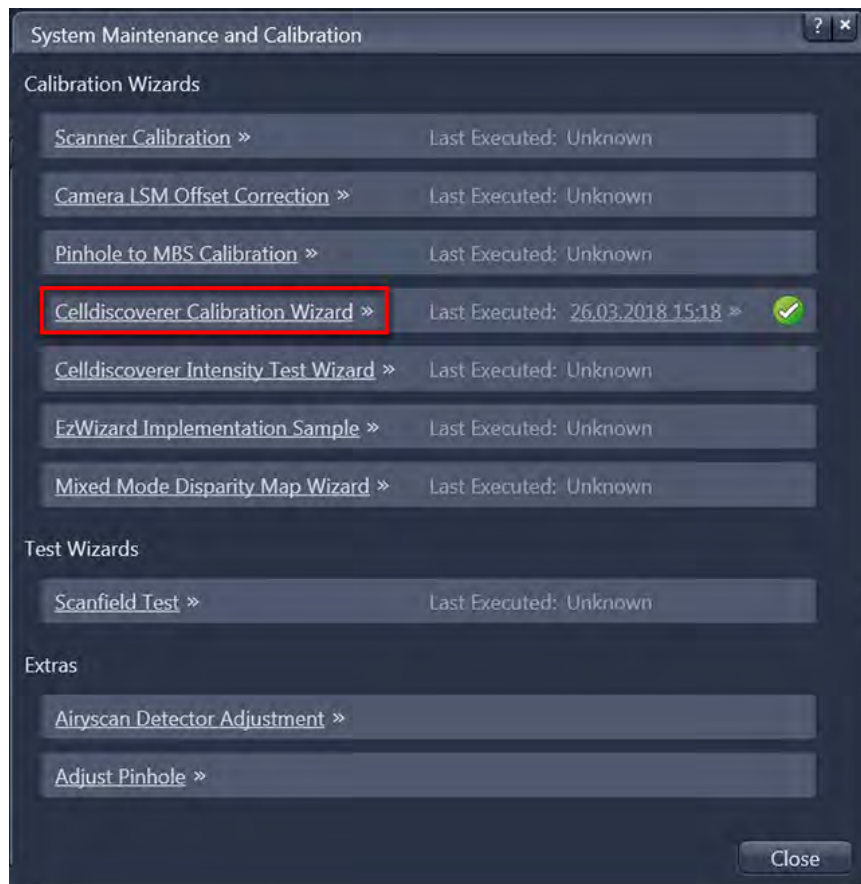 System Maintenance and Calibration ? ×
Calibration Wizards
Scanner Calibration » Last Executed: Unknown
Camera LSM Offset Correction » Last Executed: Unknown
Pinhole to MBS Calibration » Last Executed: Unknown
Celldiscoverer Calibration Wizard » Last Executed: 26.03.2018 15:18 »
Celldiscoverer Intensity Test Wizard » Last Executed: Unknown
EzWizard Implementation Sample » Last Executed: Unknown
Mixed Mode Disparity Map Wizard » Last Executed: Unknown
Test Wizards
Scanfield Test » Last Executed: Unknown
Extras
Airyscan Detector Adjustment »
Adjust Pinhole »
Close